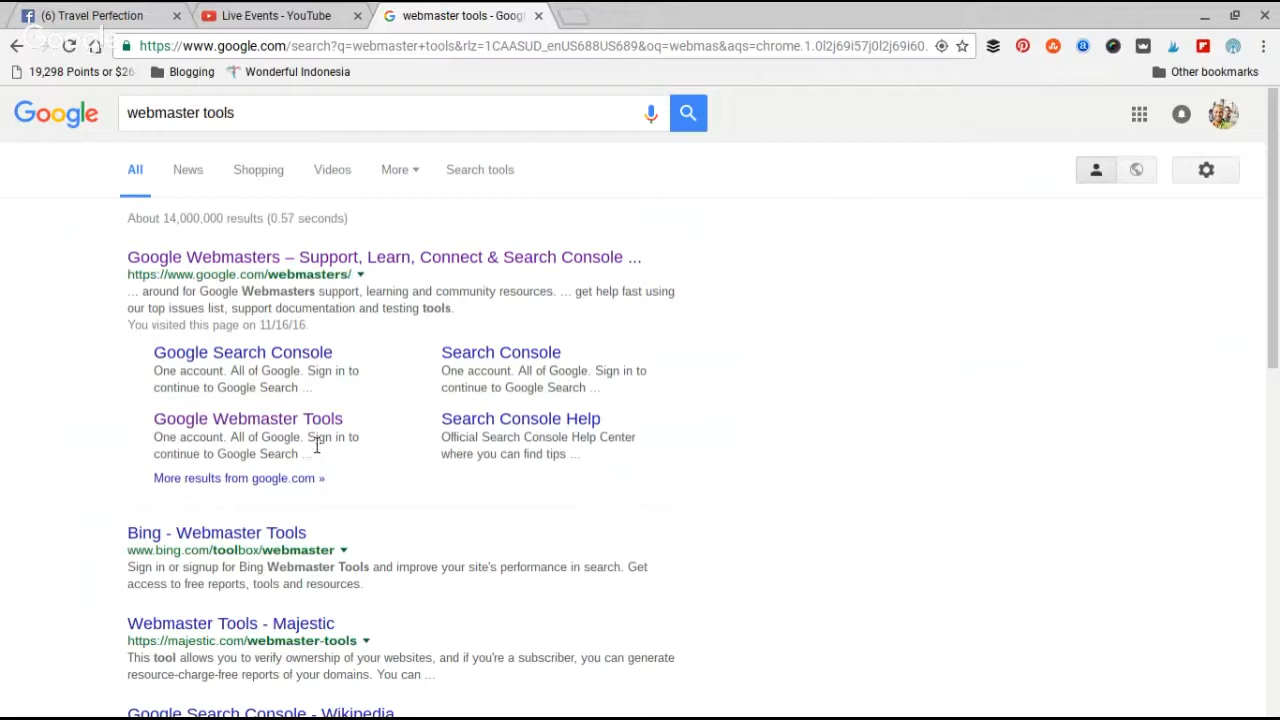 (6) Travel Perfection
Live Events - YouTube
webmaster tools - Goog
Google
https://www.google.com/search?q=webmaster+tools&rlz=1CAASUD_enUS688US689&oq=webmas&aqs=chrome.1.0l2j69i57j0l2j69i60.
19,298 Points or $26
Blogging
Wonderful Indonesia
Other bookmarks
Google
webmaster tools
All News Shopping Videos More Search tools
About 14,000,000 results (0.57 seconds)
Google Webmasters – Support, Learn, Connect & Search Console ...
https://www.google.com/webmasters/
... around for Google Webmasters support, learning and community resources. ... get help fast using
our top issues list, support documentation and testing tools.
You visited this page on 11/16/16.
Google Search Console
One account. All of Google. Sign in to
continue to Google Search ...
Search Console
One account. All of Google. Sign in to
continue to Google Search ...
Google Webmaster Tools
One account. All of Google. Sign in to
continue to Google Search ...
Search Console Help
Official Search Console Help Center
where you can find tips ...
More results from google.com »
Bing - Webmaster Tools
www.bing.com/toolbox/webmaster
Sign in or signup for Bing Webmaster Tools and improve your site's performance in search. Get
access to free reports, tools and resources.
Webmaster Tools - Majestic
https://majestic.com/webmaster-tools
This tool allows you to verify ownership of your websites, and if you're a subscriber, you can generate
resource-charge-free reports of your domains. You can ...
Google Search Console - Wikipedia